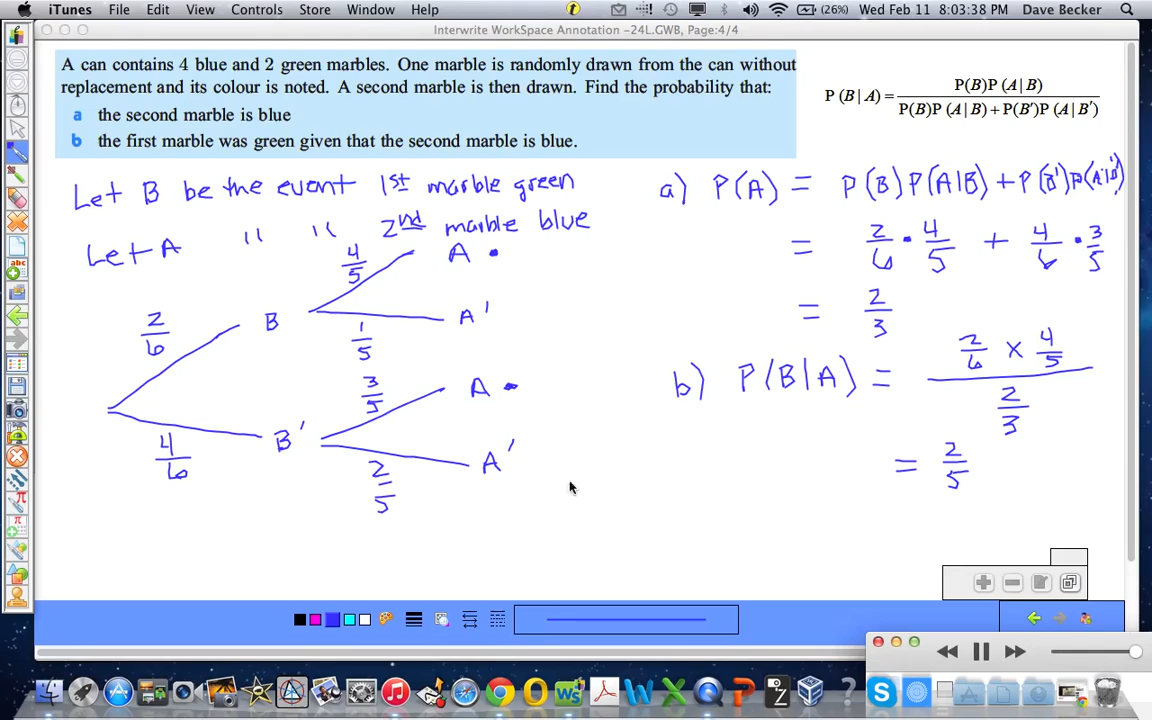 iTunes File Edit View Controls Store Window Help (26%) Wed Feb 11 8:03:38 PM Dave Becker
Interwrite WorkSpace Annotation -24L.GWB, Page:4/4
A can contains 4 blue and 2 green marbles. One marble is randomly drawn from the can without
replacement and its colour is noted. A second marble is then drawn. Find the probability that:
a the second marble is blue
b the first marble was green given that the second marble is blue.
P (B | A) = P(B)P (A | B) / P(B)P (A | B) + P(B′)P (A | B′)
Let B be the event 1st marble green
Let A " " 2nd marble blue
2/6 B 4/5 A
1/5 A'
4/6 B' 3/5 A
2/5 A'
a) P(A) = P(B)P(A|B) + P(B')P(A|B')
= 2/6 · 4/5 + 4/6 · 3/5
= 2/3
b) P(B|A) = 2/6 × 4/5 / 2/3
= 2/5